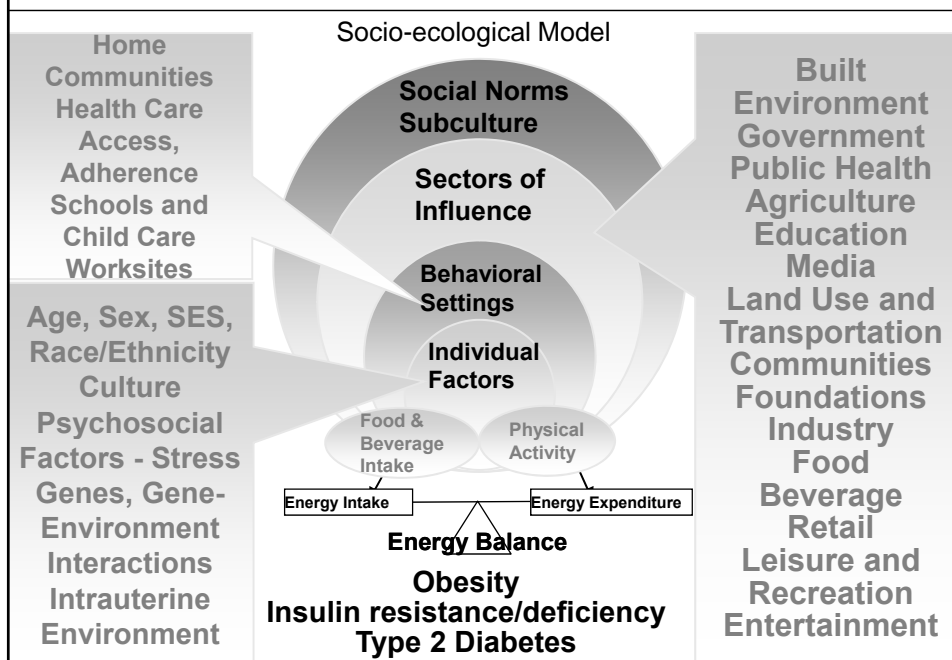 Socio-ecological Model
Home
Communities
Health Care
Access,
Adherence
Schools and
Child Care
Worksites
Age, Sex, SES,
Race/Ethnicity
Culture
Psychosocial
Factors - Stress
Genes, Gene-
Environment
Interactions
Intrauterine
Environment
Social Norms
Subculture
Sectors of
Influence
Behavioral
Settings
Individual
Factors
Food &
Beverage
Intake
Physical
Activity
Energy Intake
Energy Expenditure
Energy Balance
Obesity
Insulin resistance/deficiency
Type 2 Diabetes
Built
Environment
Government
Public Health
Agriculture
Education
Media
Land Use and
Transportation
Communities
Foundations
Industry
Food
Beverage
Retail
Leisure and
Recreation
Entertainment